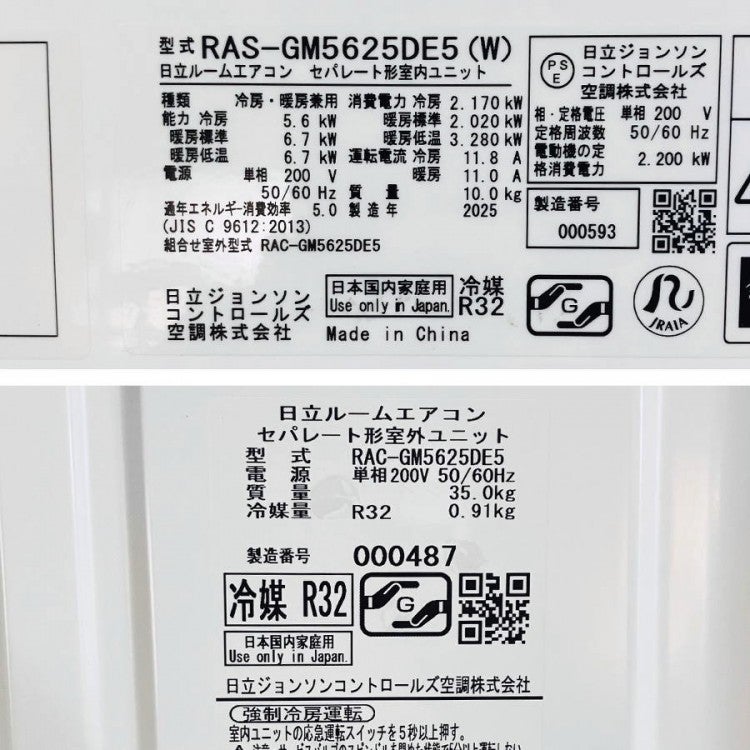 型式 RAS-GM5625DE5(W)
日立ルームエアコン セパレート形室内ユニット
種類 冷房・暖房兼用
能力 冷房 5.6 kW
暖房標準 6.7 kW
暖房低温 6.7 kW
電源 単相 200 V
50/60 Hz
通年エネルギー消費効率 5.0
(JIS C 9612:2013)
組合せ室外型式 RAC-GM5625DE5
消費電力 冷房 2.170 kW
暖房標準 2.020 kW
暖房低温 3.280 kW
運転電流 冷房 11.8 A
暖房 11.0 A
質量 10.0kg
製造年 2025
PS
E
日立ジョンソン
コントロールズ
空調株式会社
相・定格電圧 単相 200 V
定格周波数 50/60 Hz
電動機の定
格消費電力 2.200 kW
製造番号
000593
日立ジョンソン
コントロールズ
空調株式会社
日本国内家庭用
Use only in Japan.
冷媒
R32
Made in China
G
JRAIA
日立ルームエアコン
セパレート形室外ユニット
型式 RAC-GM5625DE5
電源 単相200V 50/60Hz
質量 35.0kg
冷媒量 R32 0.91kg
製造番号 000487
冷媒 R32
G
日本国内家庭用
Use only in Japan.
日立ジョンソンコントロールズ空調株式会社
強制冷房運転
室内ユニットの応急運転スイッチを5秒以上押す。